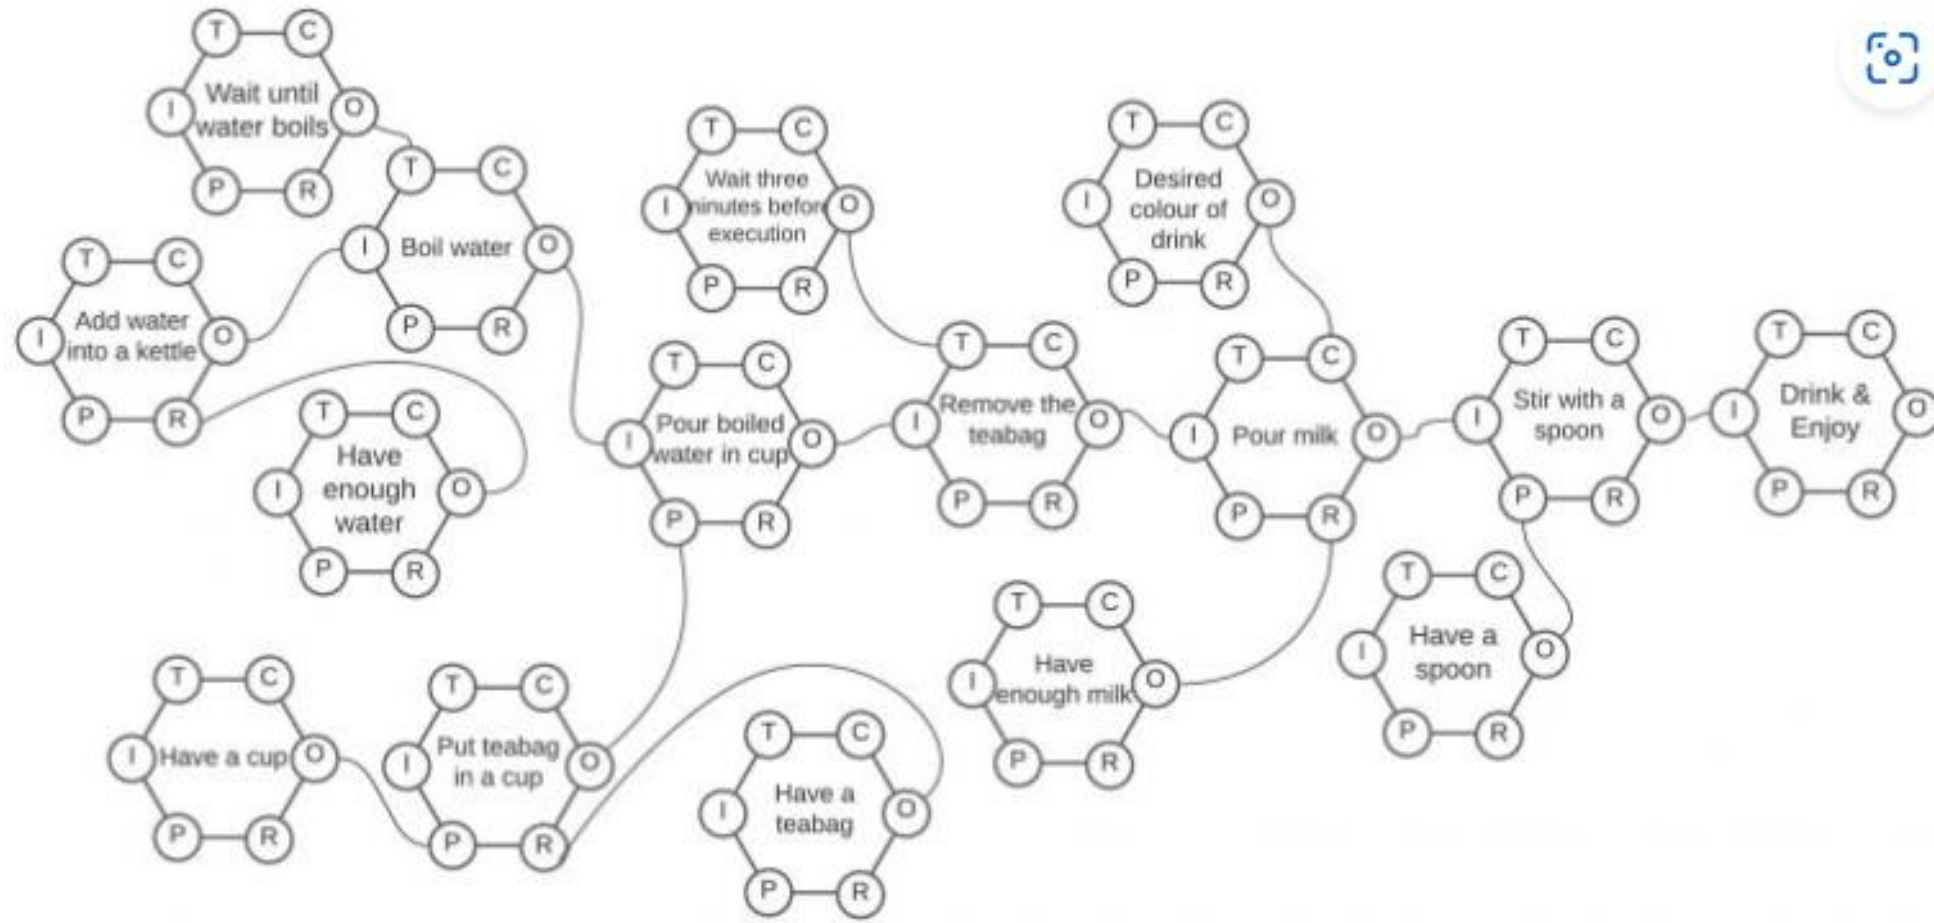 T C
Wait until
I O
water boils
P R
T C
I Boil water O
P R
T C
Add water
I O
into a kettle
P R
T C
Have
I enough O
water
P R
T C
Wait three
I minutes before O
execution
P R
T C
Desired
I colour of O
drink
P R
T C
Pour boiled
I water in cup O
P R
T C
Remove the
I O
teabag
P R
T C
I Pour milk O
P R
T C
Stir with a
I O
spoon
P R
T C
Drink &
I O
Enjoy
P R
T C
I Have a cup O
P R
T C
Put teabag
I O
in a cup
P R
T C
Have a
I O
teabag
P R
T C
Have
I O
enough milk
P R
T C
Have a
I O
spoon
P R